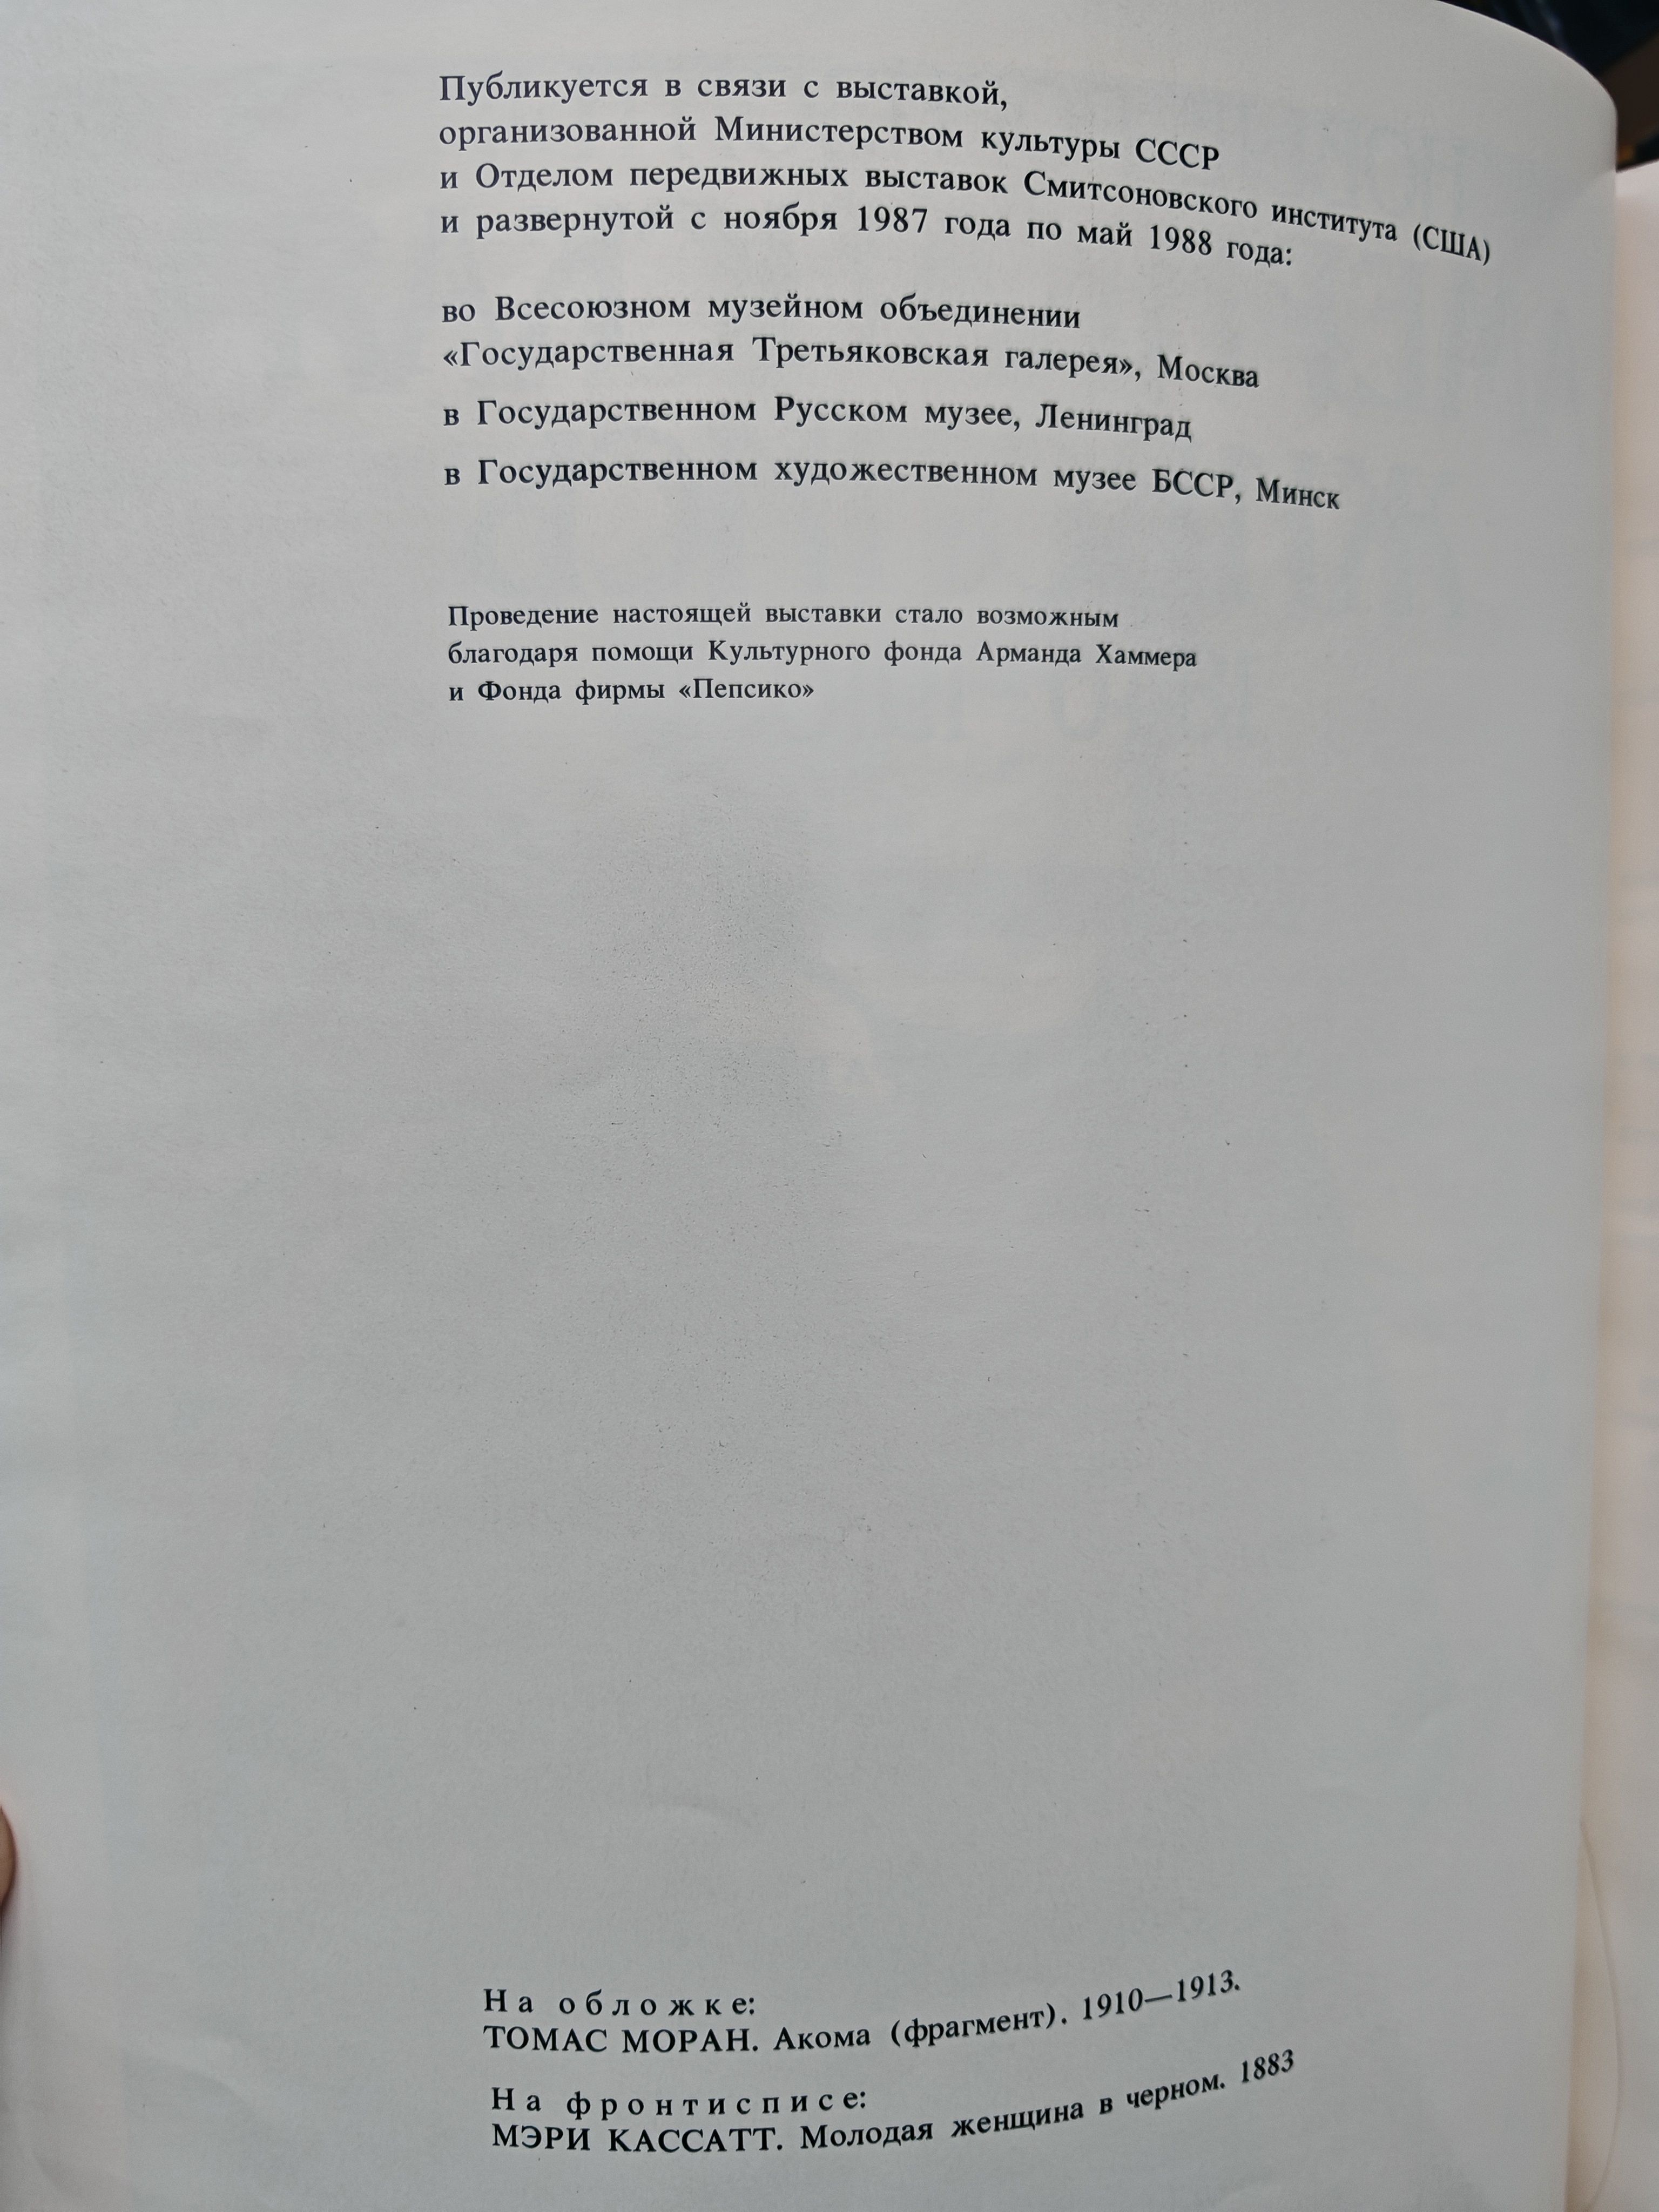 Публикуется в связи с выставкой,
организованной Министерством культуры СССР
и Отделом передвижных выставок Смитсоновского института (США)
и развернутой с ноября 1987 года по май 1988 года:
во Всесоюзном музейном объединении
«Государственная Третьяковская галерея», Москва
в Государственном Русском музее, Ленинград
в Государственном художественном музее БССР, Минск
Проведение настоящей выставки стало возможным
благодаря помощи Культурного фонда Арманда Хаммера
и Фонда фирмы «Пепсико»
На обложке:
ТОМАС МОРАН. Акома (фрагмент). 1910—1913.
На фронтисписе:
МЭРИ КАССАТТ. Молодая женщина в черном. 1883